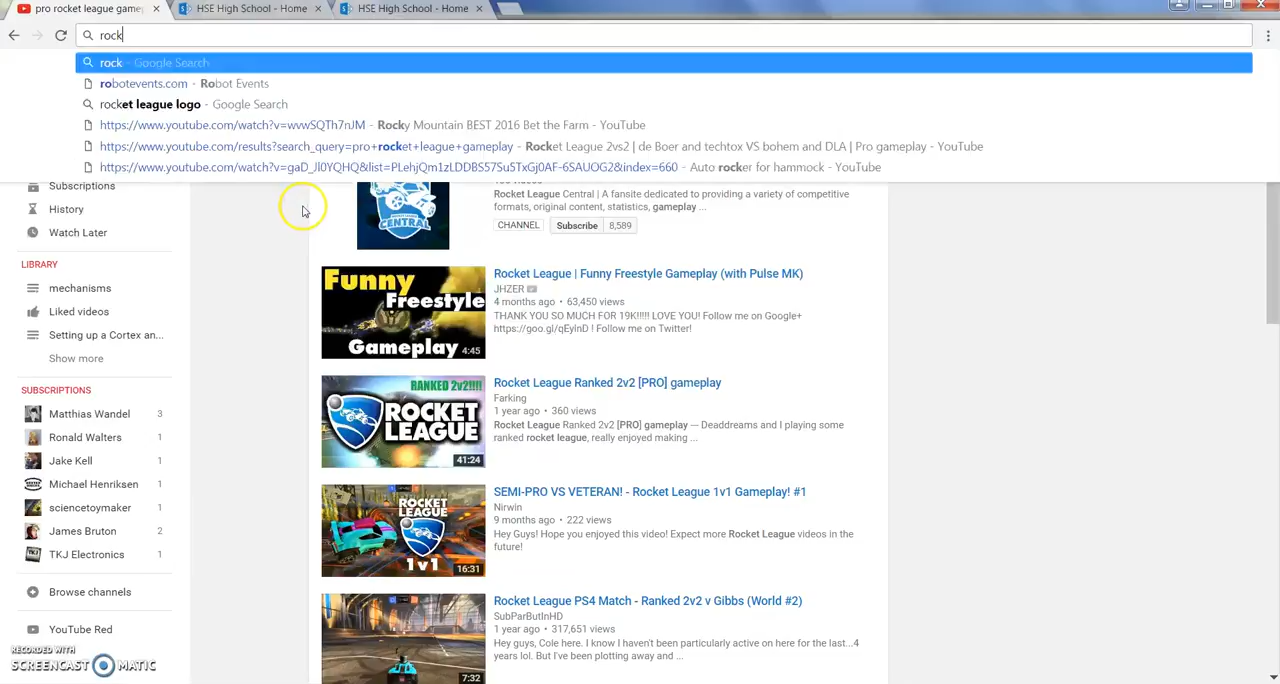 pro rocket league game
HSE High School - Home
HSE High School - Home
rock
rock - Google Search
robotevents.com - Robot Events
rocket league logo - Google Search
https://www.youtube.com/watch?v=wvwSQTh7nJM - Rocky Mountain BEST 2016 Bet the Farm - YouTube
https://www.youtube.com/results?search_query=pro+rocket+league+gameplay - Rocket League 2vs2 | de Boer and techtox VS bohem and DLA | Pro gameplay - YouTube
https://www.youtube.com/watch?v=gaD_Jl0YQHQ&list=PLehjQm1zLDDBS57Su5TxGj0AF-6SAUOG2&index=660 - Auto rocker for hammock - YouTube
Subscriptions
History
Watch Later
LIBRARY
mechanisms
Liked videos
Setting up a Cortex an...
Show more
SUBSCRIPTIONS
Matthias Wandel 3
Ronald Walters 1
Jake Kell 1
Michael Henriksen 1
sciencetoymaker 1
James Bruton 2
TKJ Electronics 1
Browse channels
YouTube Red
RECORDED WITH
SCREENCAST MATIC
CENTRAL
Rocket League Central | A fansite dedicated to providing a variety of competitive
formats, original content, statistics, gameplay ...
CHANNEL Subscribe 8,589
Funny
Freestyle
Gameplay 4:45
Rocket League | Funny Freestyle Gameplay (with Pulse MK)
JHZER
4 months ago • 63,450 views
THANK YOU SO MUCH FOR 19K!!!!! LOVE YOU! Follow me on Google+
https://goo.gl/qEylnD ! Follow me on Twitter!
RANKED 2V2!!!!
ROCKET
LEAGUE
41:24
Rocket League Ranked 2v2 [PRO] gameplay
Farking
1 year ago • 360 views
Rocket League Ranked 2v2 [PRO] gameplay --- Deaddreams and I playing some
ranked rocket league, really enjoyed making ...
ROCKET
LEAGUE
1v1
16:31
SEMI-PRO VS VETERAN! - Rocket League 1v1 Gameplay! #1
Nirwin
9 months ago • 222 views
Hey Guys! Hope you enjoyed this video! Expect more Rocket League videos in the
future!
7:32
Rocket League PS4 Match - Ranked 2v2 v Gibbs (World #2)
SubParButInHD
1 year ago • 317,651 views
Hey guys, Cole here. I know I haven't been particularly active on here for the last...4
years lol. But I've been plotting away and ...